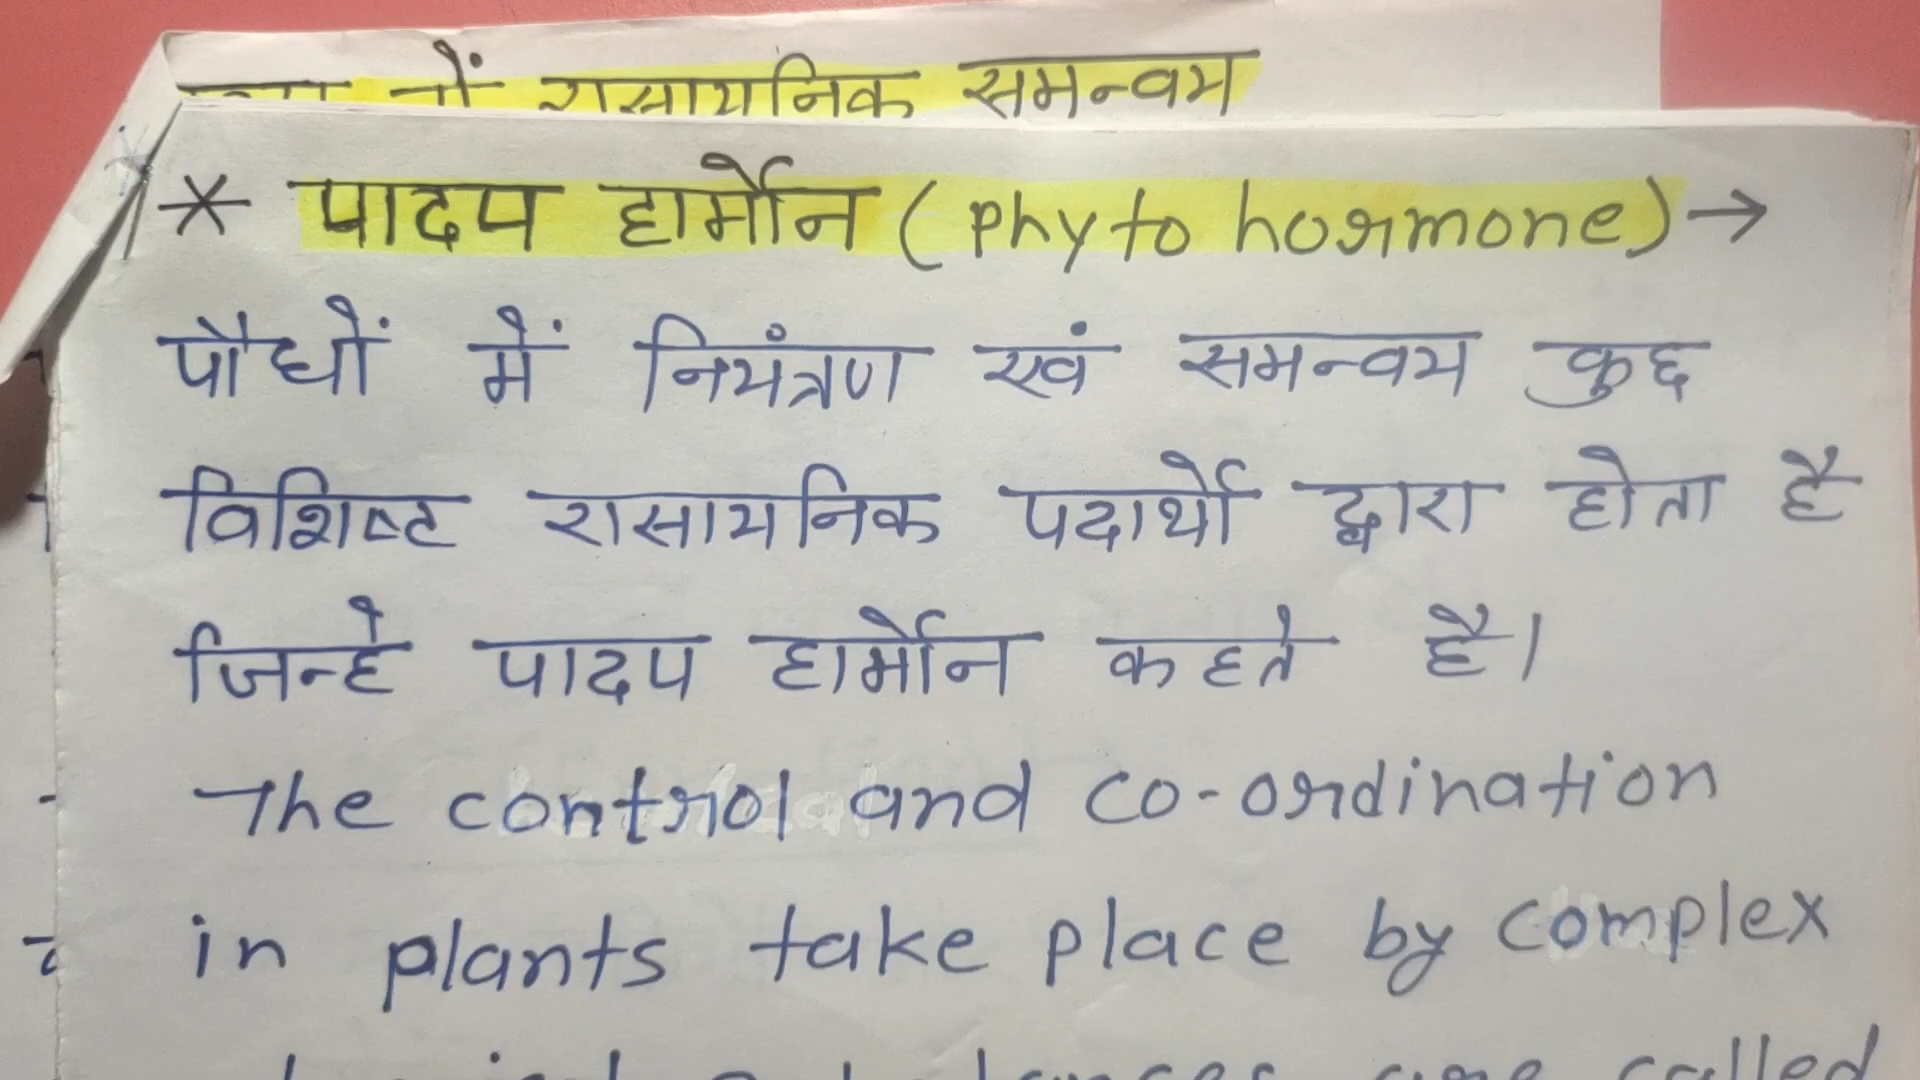 रासायनिक समन्वय
* पादप हार्मोन (phyto hormone) →
पौधों में नियंत्रण एवं समन्वय कुछ
विशिष्ट रासायनिक पदार्थो द्वारा होता है
जिन्हे पादप हार्मोन कहते है।
The control and co-ordination
in plants take place by complex
called